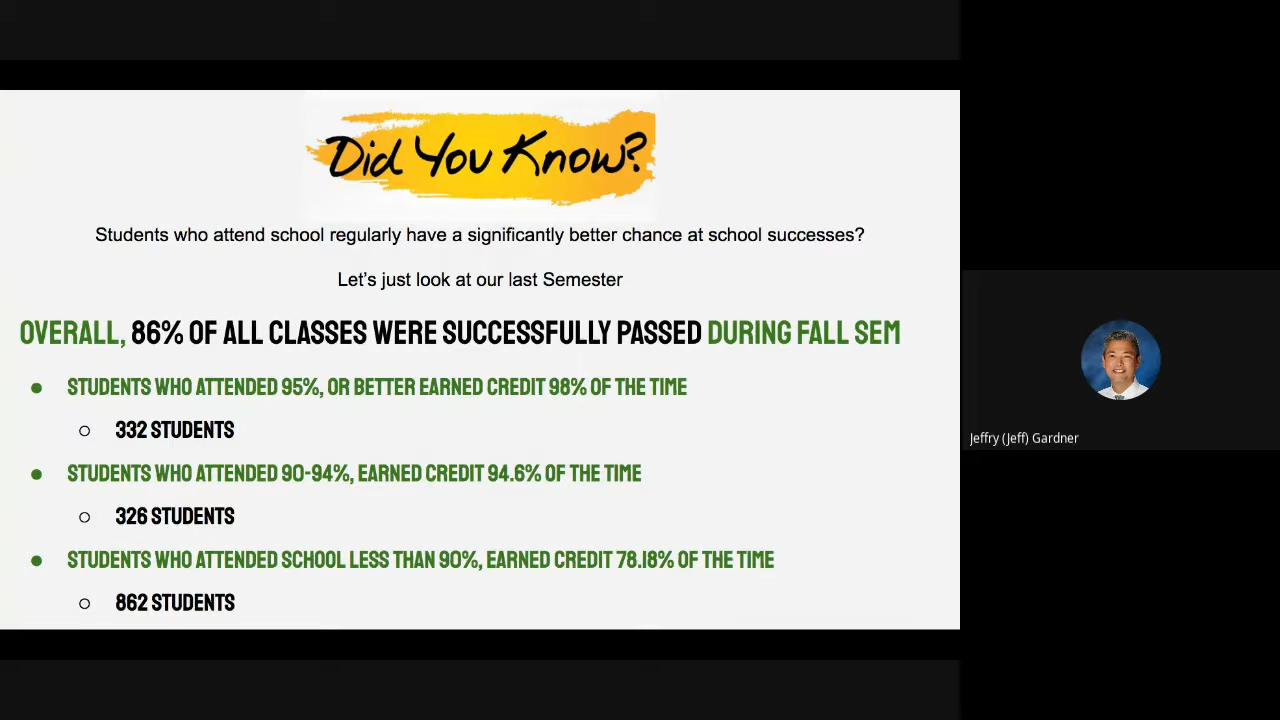 Did You Know?
Students who attend school regularly have a significantly better chance at school successes?
Let's just look at our last Semester
OVERALL, 86% OF ALL CLASSES WERE SUCCESSFULLY PASSED DURING FALL SEM
● STUDENTS WHO ATTENDED 95%, OR BETTER EARNED CREDIT 98% OF THE TIME
○ 332 STUDENTS
● STUDENTS WHO ATTENDED 90-94%, EARNED CREDIT 94.6% OF THE TIME
○ 326 STUDENTS
● STUDENTS WHO ATTENDED SCHOOL LESS THAN 90%, EARNED CREDIT 78.18% OF THE TIME
○ 862 STUDENTS
Jeffry (Jeff) Gardner